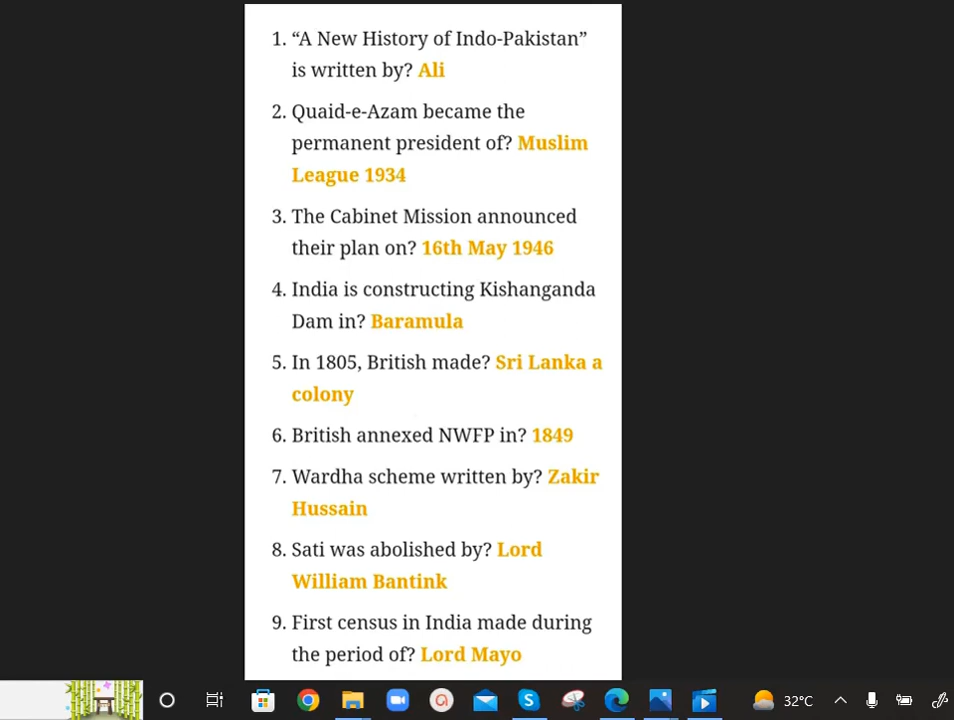 1. “A New History of Indo-Pakistan”
is written by? Ali
2. Quaid-e-Azam became the
permanent president of? Muslim
League 1934
3. The Cabinet Mission announced
their plan on? 16th May 1946
4. India is constructing Kishanganda
Dam in? Baramula
5. In 1805, British made? Sri Lanka a
colony
6. British annexed NWFP in? 1849
7. Wardha scheme written by? Zakir
Hussain
8. Sati was abolished by? Lord
William Bantink
9. First census in India made during
the period of? Lord Mayo
32°C